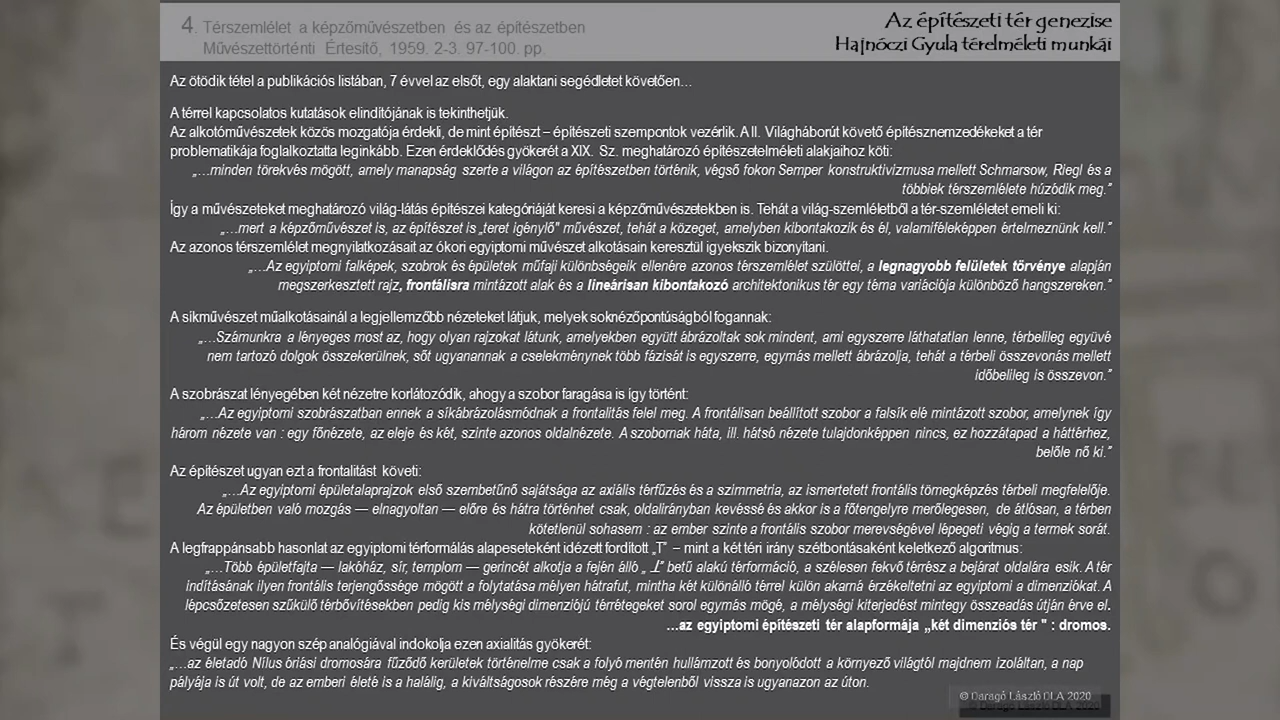 4. Térszemlélet a képzőművészetben és az építészetben
Művészettörténti Értesítő, 1959. 2-3. 97-100. pp.
Az építészeti tér genezise
Hajnóczi Gyula térelméleti munkái
Az ötödik tétel a publikációs listában, 7 évvel az elsőt, egy alaktani segédletet követően…
A térrel kapcsolatos kutatások elindítójának is tekinthetjük.
Az alkotóművészetek közös mozgatója érdekli, de mint építészt – építészeti szempontok vezérlik. A II. Világháborút követő építésznemzedékeket a tér
problematikája foglalkoztatta leginkább. Ezen érdeklődés gyökerét a XIX. Sz. meghatározó építészetelméleti alakjaihoz köti:
„…minden törekvés mögött, amely manapság szerte a világon az építészetben történik, végső fokon Semper konstruktivizmusa mellett Schmarsow, Riegl és a
többiek térszemlélete húzódik meg.”
Így a művészeteket meghatározó világ-látás építészei kategóriáját keresi a képzőművészetekben is. Tehát a világ-szemléletből a tér-szemléletet emeli ki:
„…mert a képzőművészet is, az építészet is „teret igénylő” művészet, tehát a közeget, amelyben kibontakozik és él, valamiféleképpen értelmeznünk kell.”
Az azonos térszemlélet megnyilatkozásait az ókori egyiptomi művészet alkotásain keresztül igyekszik bizonyítani.
„…Az egyiptomi falképek, szobrok és épületek műfaji különbségeik ellenére azonos térszemlélet szülöttei, a legnagyobb felületek törvénye alapján
megszerkesztett rajz, frontálisra mintázott alak és a lineárisan kibontakozó architektonikus tér egy téma variációja különböző hangszereken.”
A sikművészet műalkotásainál a legjellemzőbb nézeteket látjuk, melyek soknézőpontúságból fogannak:
„…Számunkra a lényeges most az, hogy olyan rajzokat látunk, amelyekben együtt ábrázoltak sok mindent, ami egyszerre láthatatlan lenne, térbelileg együvé
nem tartozó dolgok összekerülnek, sőt ugyanannak a cselekménynek több fázisát is egyszerre, egymás mellett ábrázolja, tehát a térbeli összevonás mellett
időbelileg is összevon.”
A szobrászat lényegében két nézetre korlátozódik, ahogy a szobor faragása is így történt:
„…Az egyiptomi szobrászatban ennek a síkábrázolásmódnak a frontalitás felel meg. A frontálisan beállított szobor a falsík elé mintázott szobor, amelynek így
három nézete van : egy főnézete, az eleje és két, szinte azonos oldalnézete. A szobornak háta, ill. hátsó nézete tulajdonképpen nincs, ez hozzátapad a háttérhez,
belőle nő ki.”
Az építészet ugyan ezt a frontalitást követi:
„…Az egyiptomi épületalaprajzok első szembetűnő sajátsága az axiális térfűzés és a szimmetria, az ismertetett frontális tömegképzés térbeli megfelelője.
Az épületben való mozgás — elnagyoltan — előre és hátra történhet csak, oldalirányban kevéssé és akkor is a főtengelyre merőlegesen, de átlósan, a térben
kötetlenül sohasem : az ember szinte a frontális szobor merevségével lépegeti végig a termek sorát.
A legfrappánsabb hasonlat az egyiptomi térformálás alapeseteként idézett fordított „T” – mint a két téri irány szétbontásaként keletkező algoritmus:
„…Több épületfajta — lakóház, sír, templom — gerincét alkotja a fején álló „ ⊥” betű alakú térformáció, a szélesen fekvő térrész a bejárat oldalára esik. A tér
indításának ilyen frontális terjengőssége mögött a folytatása mélyen hátrafut, mintha két különálló térrel külön akarná érzékeltetni az egyiptomi a dimenziókat. A
lépcsőzetesen szűkülő térbővítésekben pedig kis mélységi dimenziójú térrétegeket sorol egymás mögé, a mélységi kiterjedést mintegy összeadás útján érve el.
…az egyiptomi építészeti tér alapformája „két dimenziós tér " : dromos.
És végül egy nagyon szép analógiával indokolja ezen axialitás gyökerét:
„…az életadó Nílus óriási dromosára fűződő kerületek történelme csak a folyó mentén hullámzott és bonyolódott a környező világtól majdnem izoláltan, a nap
pályája is út volt, de az emberi életé is a halálig, a kiváltságosok részére még a végtelenből vissza is ugyanazon az úton.
© Daragó László DLA 2020